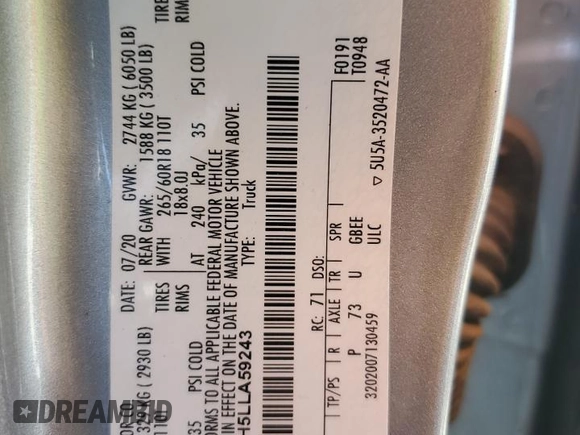 TIRE
RIM
DATE: 07/20 GVWR: 2744 KG ( 6050 LB)
( 2930 LB) REAR GAWR: 1588 KG ( 3500 LB)
TIRES WITH 265/60R18 110T TIRE
RIMS 18x8.0J RIMS
35 PSI COLD AT 240 kPa/ 35 PSI COLD
TO ALL APPLICABLE FEDERAL MOTOR VEHICLE
IN EFFECT ON THE DATE OF MANUFACTURE SHOWN ABOVE.
H5LLA59243 TYPE: Truck
RC: 71 DSO: F0191
T0948
TP/PS R AXLE TR SPR
P 73 U GBEE
3202007130459 ULC ▽ 5U5A-3520472-AA
DREAMBID